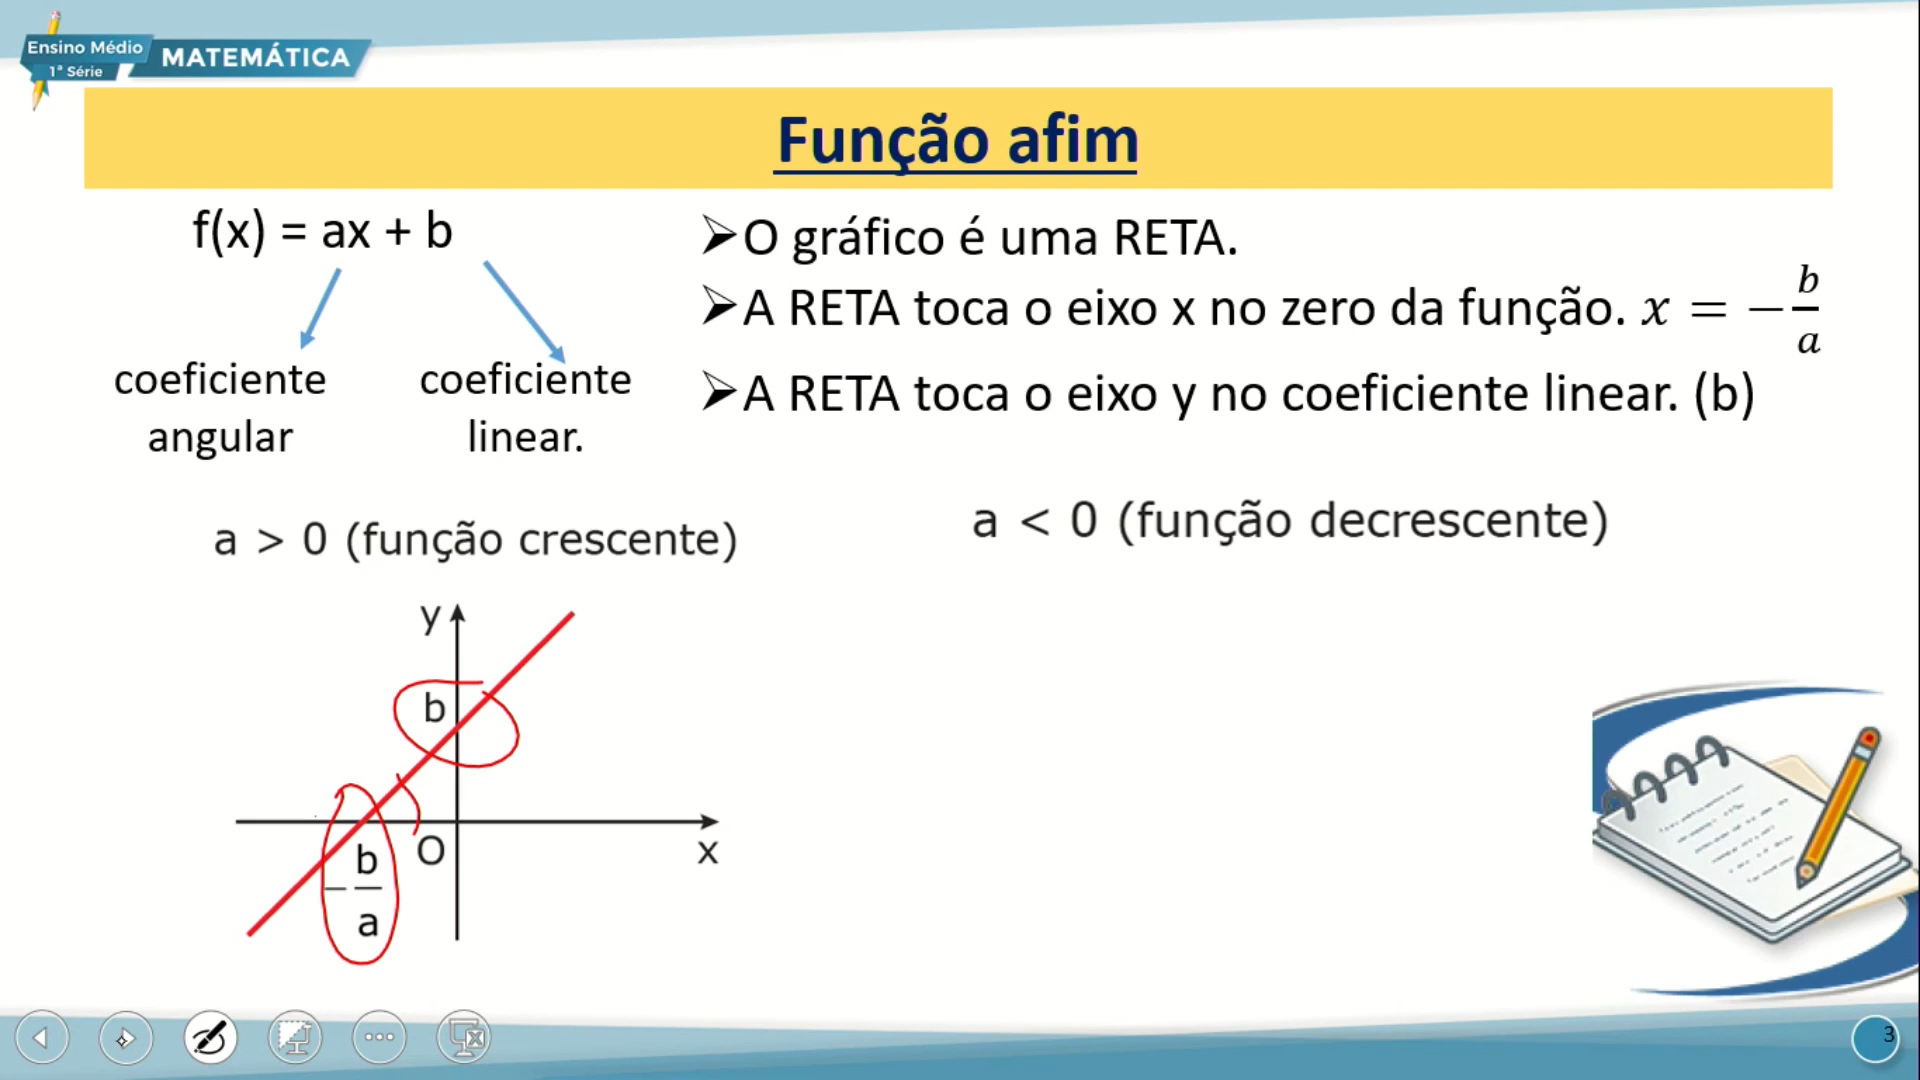 Ensino Médio
1ª Série
MATEMÁTICA
Função afim
f(x) = ax + b
coeficiente
angular
coeficiente
linear.
➢O gráfico é uma RETA.
➢A RETA toca o eixo x no zero da função. x = −b/a
➢A RETA toca o eixo y no coeficiente linear. (b)
a > 0 (função crescente)
a < 0 (função decrescente)
y
b
O
x
−b/a
3